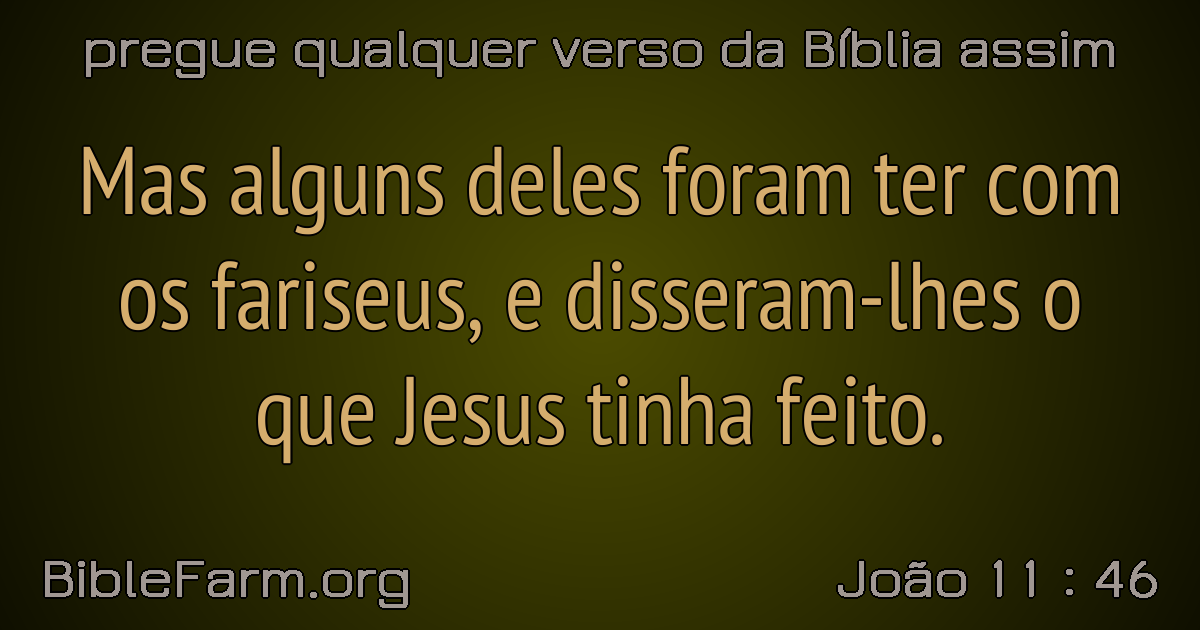 pregue qualquer verso da Bíblia assim
Mas alguns deles foram ter com
os fariseus, e disseram-lhes o
que Jesus tinha feito.
BibleFarm.org
João 11 : 46